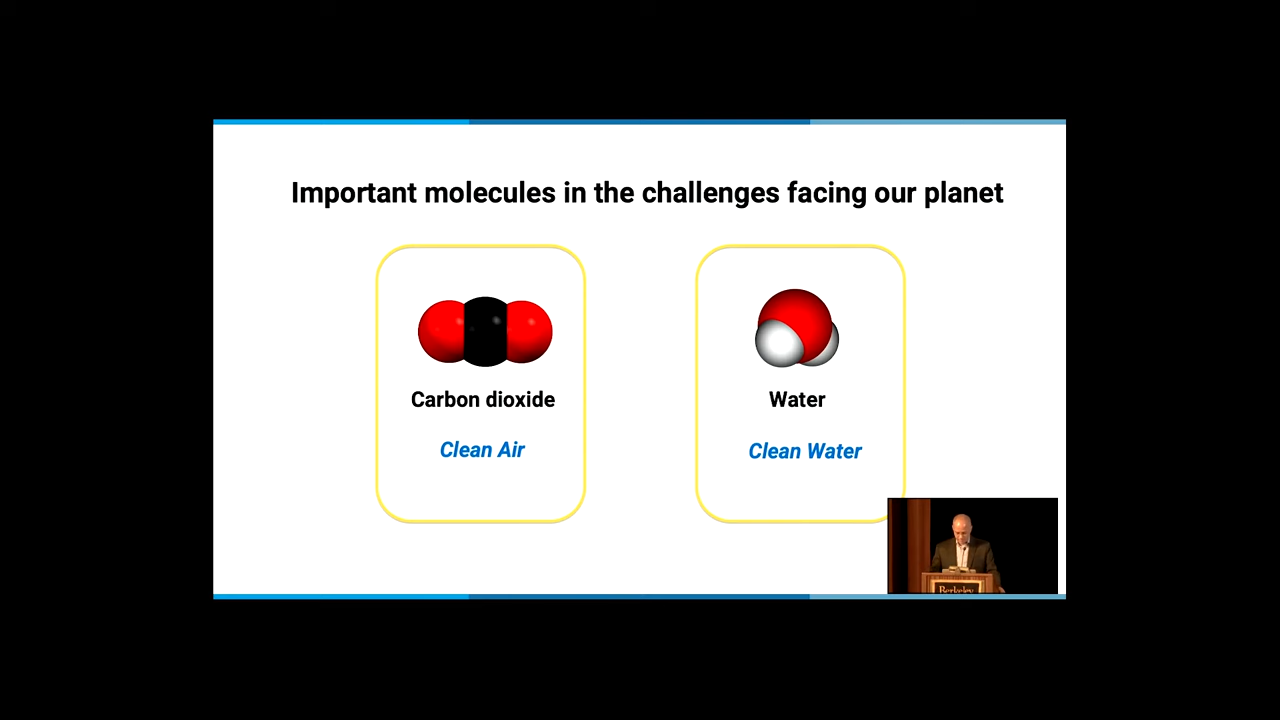 Important molecules in the challenges facing our planet
Carbon dioxide
Water
Clean Air
Clean Water
Berkeley